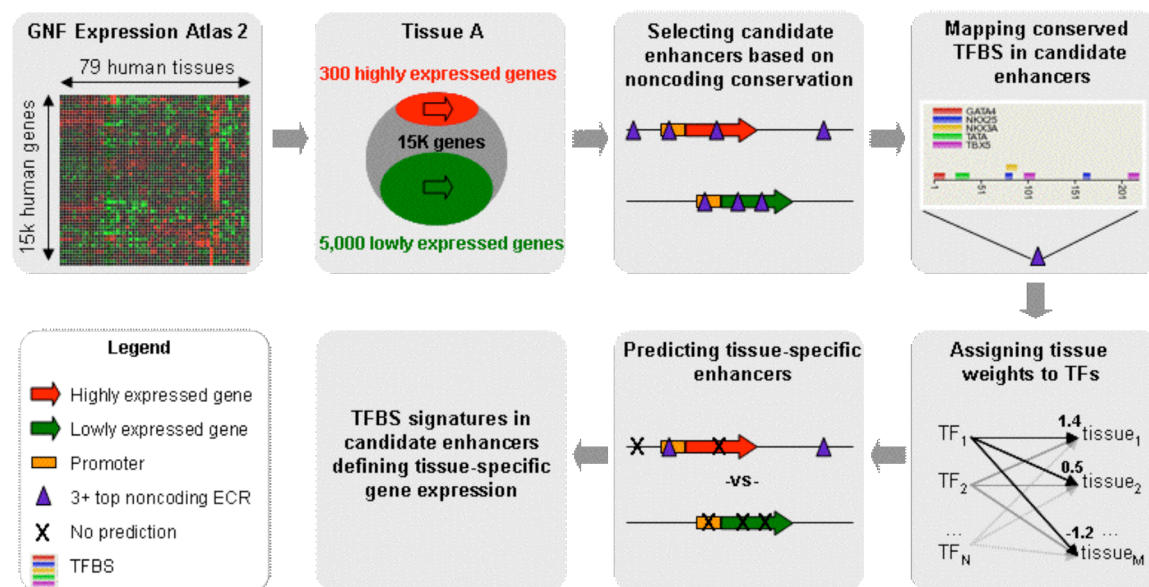 GNF Expression Atlas 2
79 human tissues
15k human genes
Tissue A
300 highly expressed genes
15K genes
5,000 lowly expressed genes
Selecting candidate
enhancers based on
noncoding conservation
Mapping conserved
TFBS in candidate
enhancers
GATA4
NKX25
NKX3A
TATA
TBX5
1
51
101
151
201
Assigning tissue
weights to TFs
TF1
TF2
...
TFN
1.4
tissue1
0.5
tissue2
-1.2 ...
tissueM
Predicting tissue-specific
enhancers
-vs-
TFBS signatures in
candidate enhancers
defining tissue-specific
gene expression
Legend
Highly expressed gene
Lowly expressed gene
Promoter
3+ top noncoding ECR
X No prediction
TFBS